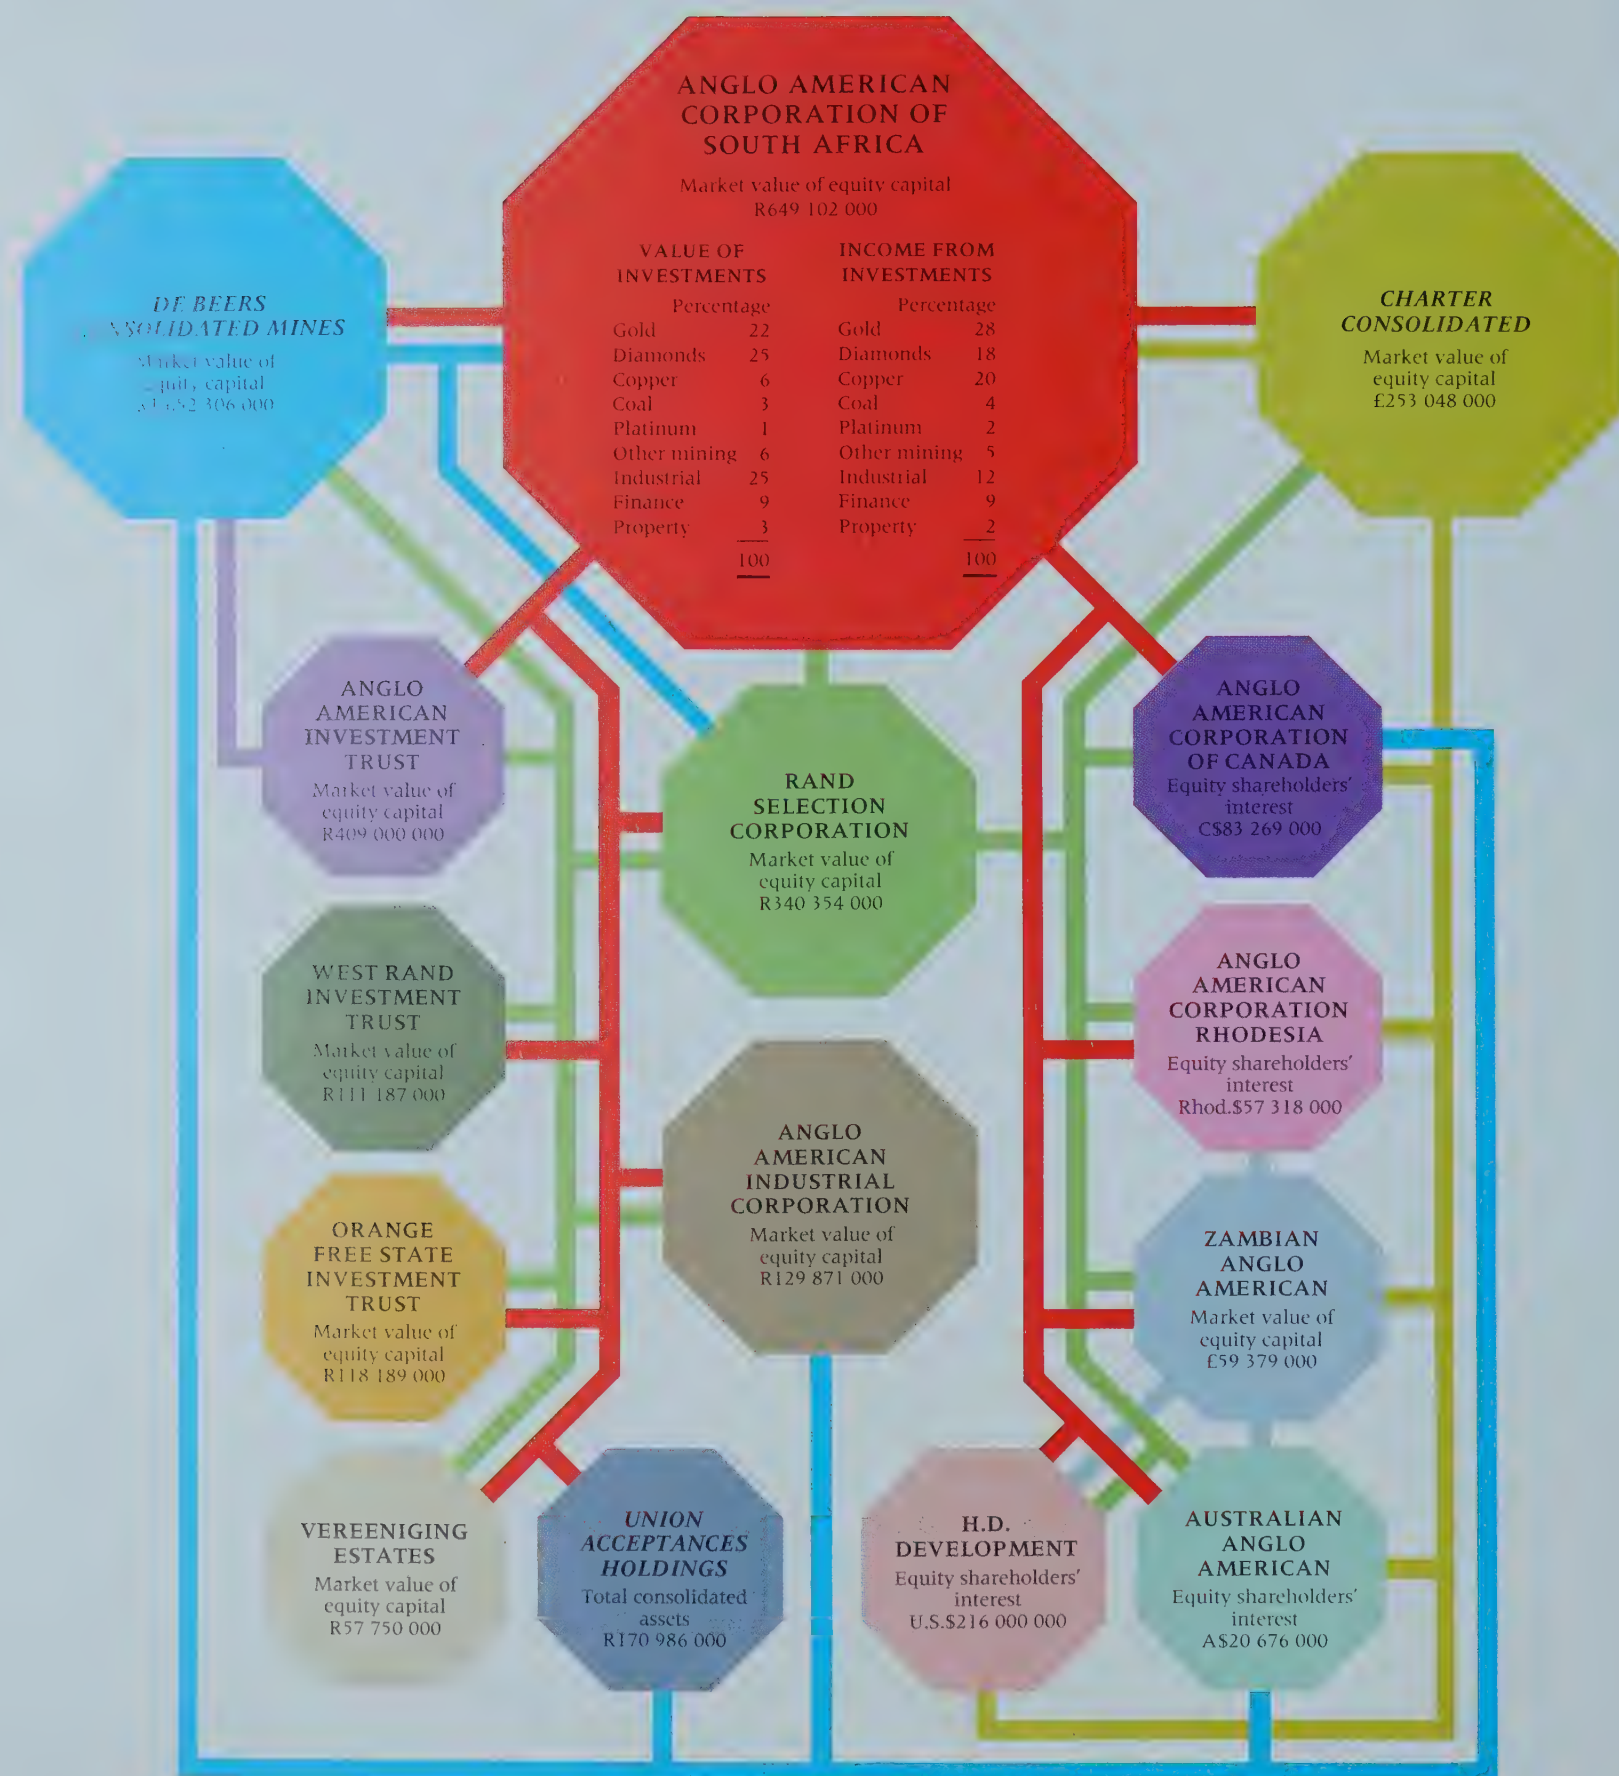 ANGLO AMERICAN
CORPORATION OF
SOUTH AFRICA
Market value of equity capital
R649 102 000
VALUE OF
INVESTMENTS
Percentage
Gold 22
Diamonds 25
Copper 6
Coal 3
Platinum 1
Other mining 6
Industrial 25
Finance 9
Property 3
100
INCOME FROM
INVESTMENTS
Percentage
Gold 28
Diamonds 18
Copper 20
Coal 4
Platinum 2
Other mining 5
Industrial 12
Finance 9
Property 2
100
DE BEERS
MINES
Market value of
equity capital
306 000
CHARTER
CONSOLIDATED
Market value of
equity capital
£253 048 000
ANGLO
AMERICAN
INVESTMENT
TRUST
Market value of
equity capital
R409 000 000
RAND
SELECTION
CORPORATION
Market value of
equity capital
R340 354 000
ANGLO
AMERICAN
CORPORATION
OF CANADA
Equity shareholders'
interest
C$83 269 000
WEST RAND
INVESTMENT
TRUST
Market value of
equity capital
R111 187 000
ANGLO
AMERICAN
CORPORATION
RHODESIA
Equity shareholders'
interest
Rhod.$57 318 000
ANGLO
AMERICAN
INDUSTRIAL
CORPORATION
Market value of
equity capital
R129 871 000
ORANGE
FREE STATE
INVESTMENT
TRUST
Market value of
equity capital
R118 189 000
ZAMBIAN
ANGLO
AMERICAN
Market value of
equity capital
£59 379 000
VEREENIGING
ESTATES
Market value of
equity capital
R57 750 000
UNION
ACCEPTANCES
HOLDINGS
Total consolidated
assets
R170 986 000
H.D.
DEVELOPMENT
Equity shareholders'
interest
U.S.$216 000 000
AUSTRALIAN
ANGLO
AMERICAN
Equity shareholders'
interest
A$20 676 000